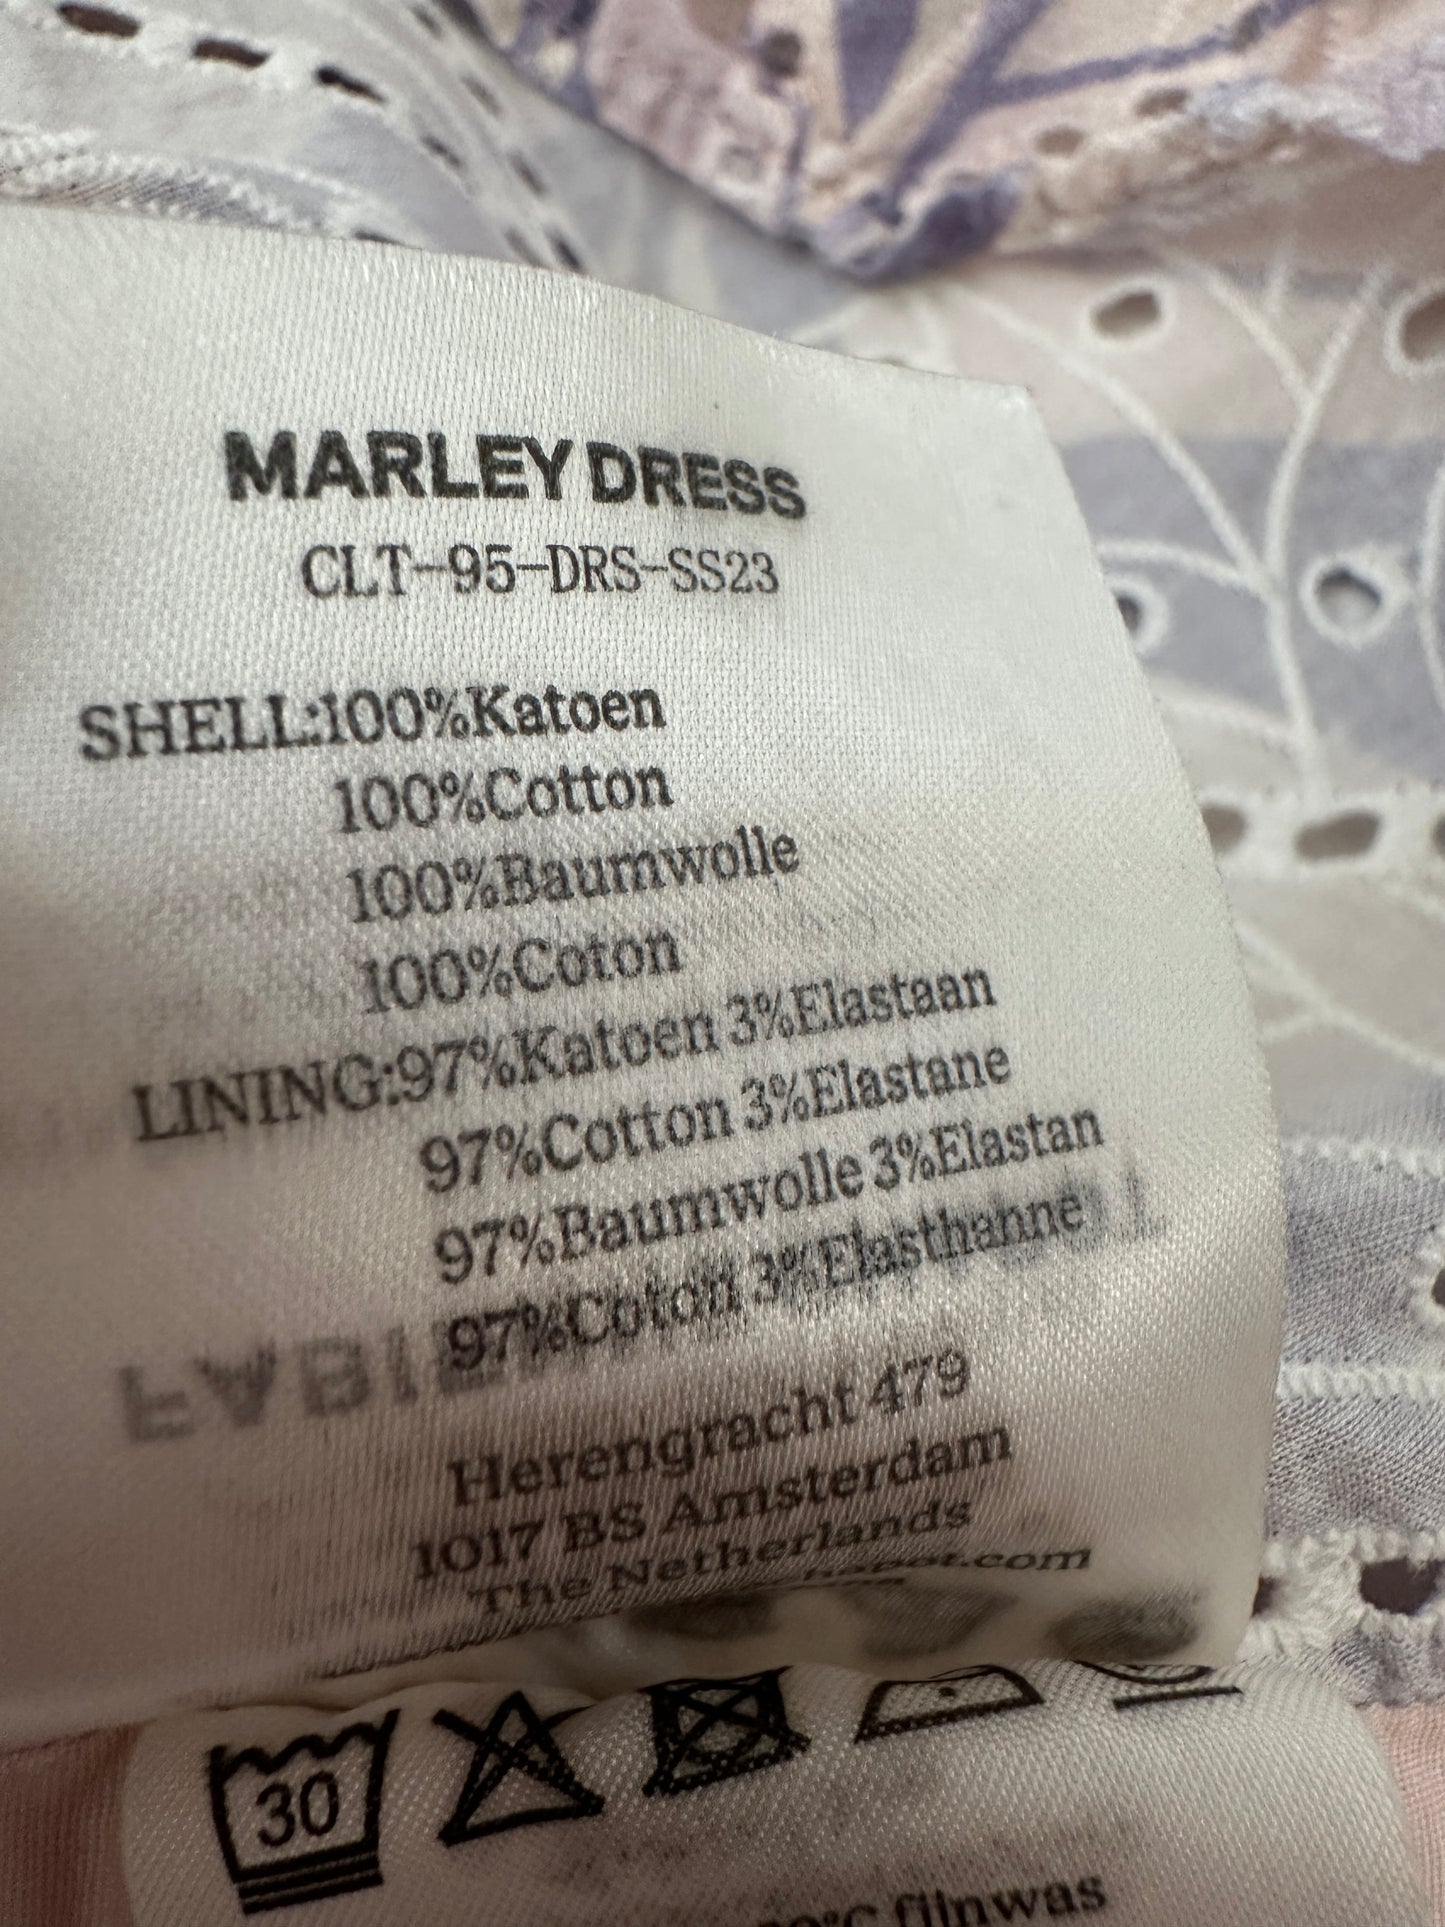 MARLEY DRESS
CLT-95-DRS-SS23
SHELL:100%Katoen
100%Cotton
100%Baumwolle
100%Coton
LINING:97%Katoen 3%Elastaan
97%Cotton 3%Elastane
97%Baumwolle 3%Elastan
97%Coton 3%Elasthanne
Herengracht 479
1017 BS Amsterdam
The Netherlands
30